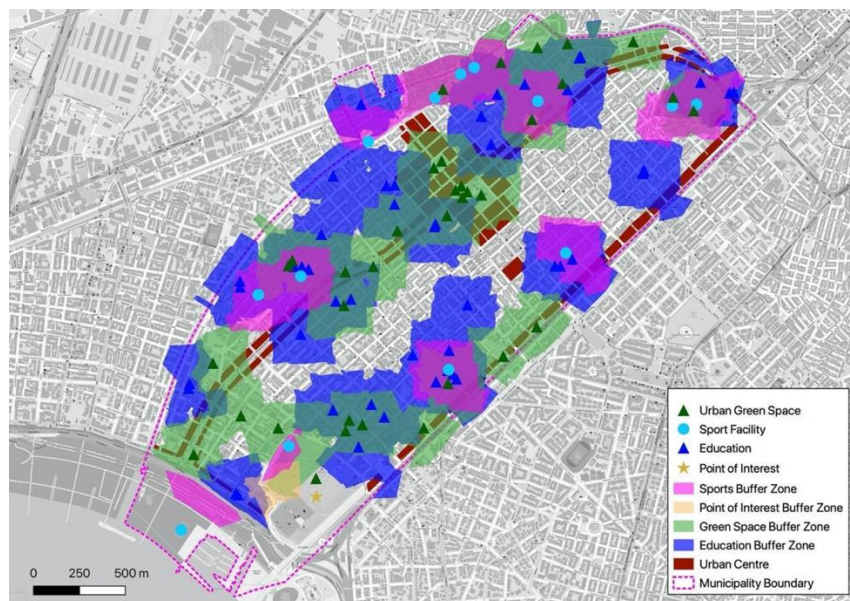 Urban Green Space
Sport Facility
Education
Point of Interest
Sports Buffer Zone
Point of Interest Buffer Zone
Green Space Buffer Zone
Education Buffer Zone
Urban Centre
Municipality Boundary
0 250 500 m